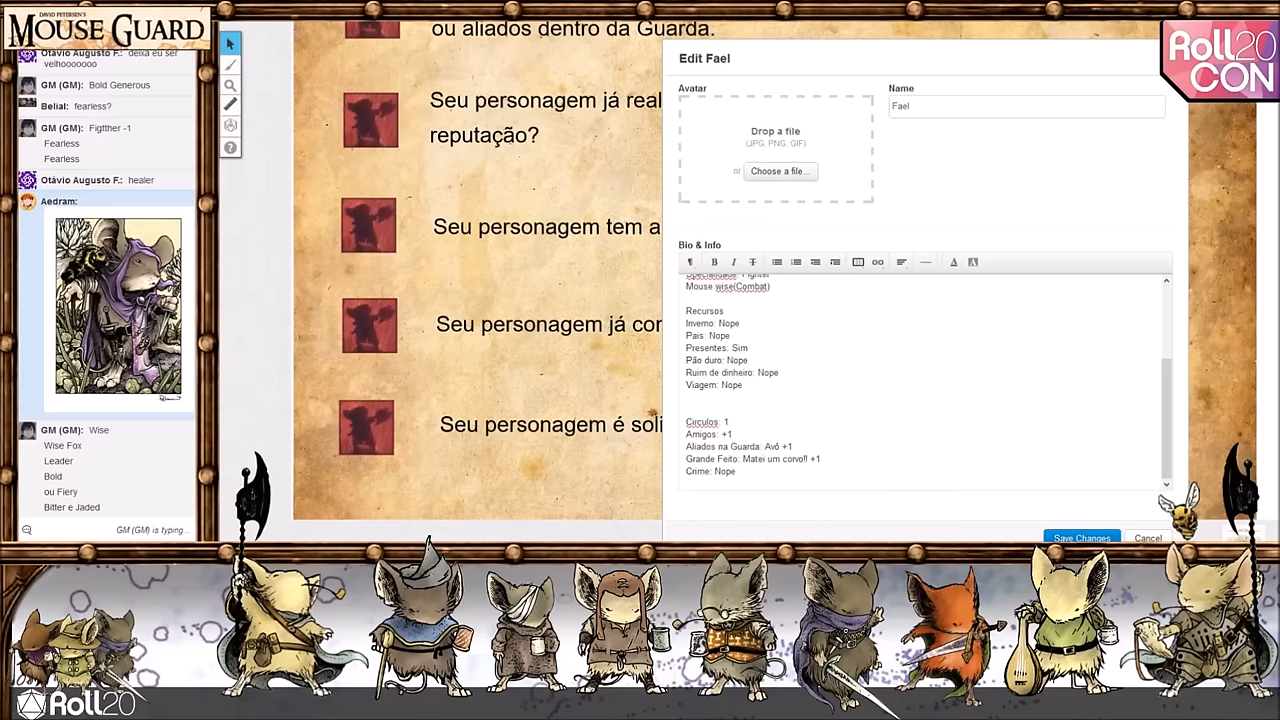 DAVID PETERSEN'S
MOUSE GUARD
Otávio Augusto F.: deixa eu ser
velhooooooo
GM (GM): Bold Generous
Belial: fearless?
GM (GM): Figtther -1
Fearless
Fearless
Otávio Augusto F.: healer
Aedram:
GM (GM): Wise
Wise Fox
Leader
Bold
ou Fiery
Bitter e Jaded
GM (GM) is typing...
ou aliados dentro da Guarda.
Seu personagem já real
reputação?
Seu personagem tem a
Seu personagem já cor
Seu personagem é soli
Edit Fael
Avatar
Drop a file
(JPG, PNG, GIF)
or Choose a file...
Name
Fael
Bio & Info
Specialidade: Fighter
Mouse wise(Combat)
Recursos
Inverno: Nope
Pais: Nope
Presentes: Sim
Pão duro: Nope
Ruim de dinheiro: Nope
Viagem: Nope
Circulos: 1
Amigos: +1
Aliados na Guarda: Avô +1
Grande Feito: Matei um corvo!! +1
Crime: Nope
Save Changes
Cancel
Roll20
CON
Roll20